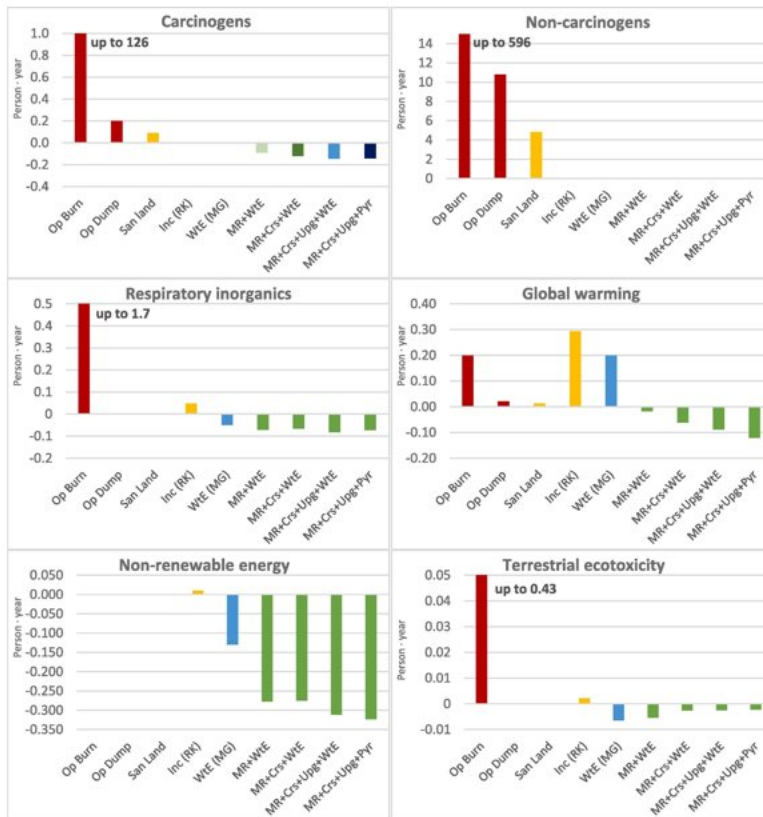 Carcinogens
Person · year
1.0
0.8
0.6
0.4
0.2
0.0
-0.2
-0.4
up to 126
Op Burn
Op Dump
San land
Inc (RK)
WtE (MG)
MR+WtE
MR+Crs+WtE
MR+Crs+Upg+WtE
MR+Crs+Upg+Pyr
Non-carcinogens
Person · year
14
12
10
8
6
4
2
0
up to 596
Op Burn
Op Dump
San Land
Inc (RK)
WtE (MG)
MR+WtE
MR+Crs+WtE
MR+Crs+Upg+WtE
MR+Crs+Upg+Pyr
Respiratory inorganics
Person · year
0.5
0.4
0.3
0.2
0.1
0
-0.1
-0.2
up to 1.7
Op Burn
Op Dump
San Land
Inc (RK)
WtE (MG)
MR+WtE
MR+Crs+WtE
MR+Crs+Upg+WtE
MR+Crs+Upg+Pyr
Global warming
Person · year
0.40
0.30
0.20
0.10
0.00
-0.10
-0.20
Op Burn
Op Dump
San Land
Inc (RK)
WtE (MG)
MR+WtE
MR+Crs+WtE
MR+Crs+Upg+WtE
MR+Crs+Upg+Pyr
Non-renewable energy
Person · year
0.050
0.000
-0.050
-0.100
-0.150
-0.200
-0.250
-0.300
-0.350
Op Burn
Op Dump
San Land
Inc (RK)
WtE (MG)
MR+WtE
MR+Crs+WtE
MR+Crs+Upg+WtE
MR+Crs+Upg+Pyr
Terrestrial ecotoxicity
Person · year
0.05
0.04
0.03
0.02
0.01
0
-0.01
up to 0.43
Op Burn
Op Dump
San Land
Inc (RK)
WtE (MG)
MR+WtE
MR+Crs+WtE
MR+Crs+Upg+WtE
MR+Crs+Upg+Pyr